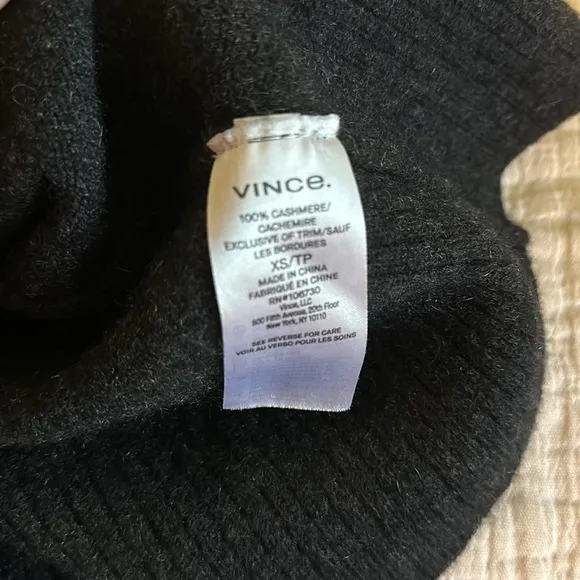 VINCE.
100% CASHMERE/
CACHEMIRE
EXCLUSIVE OF TRIM/SAUF
LES BORDURES
XS/TP
MADE IN CHINA
FABRIQUÉ EN CHINE
RN#106730
Vince, LLC
500 Fifth Avenue, 20th Floor
New York, NY 10110
SEE REVERSE FOR CARE
VOIR AU VERSO POUR LES SOINS